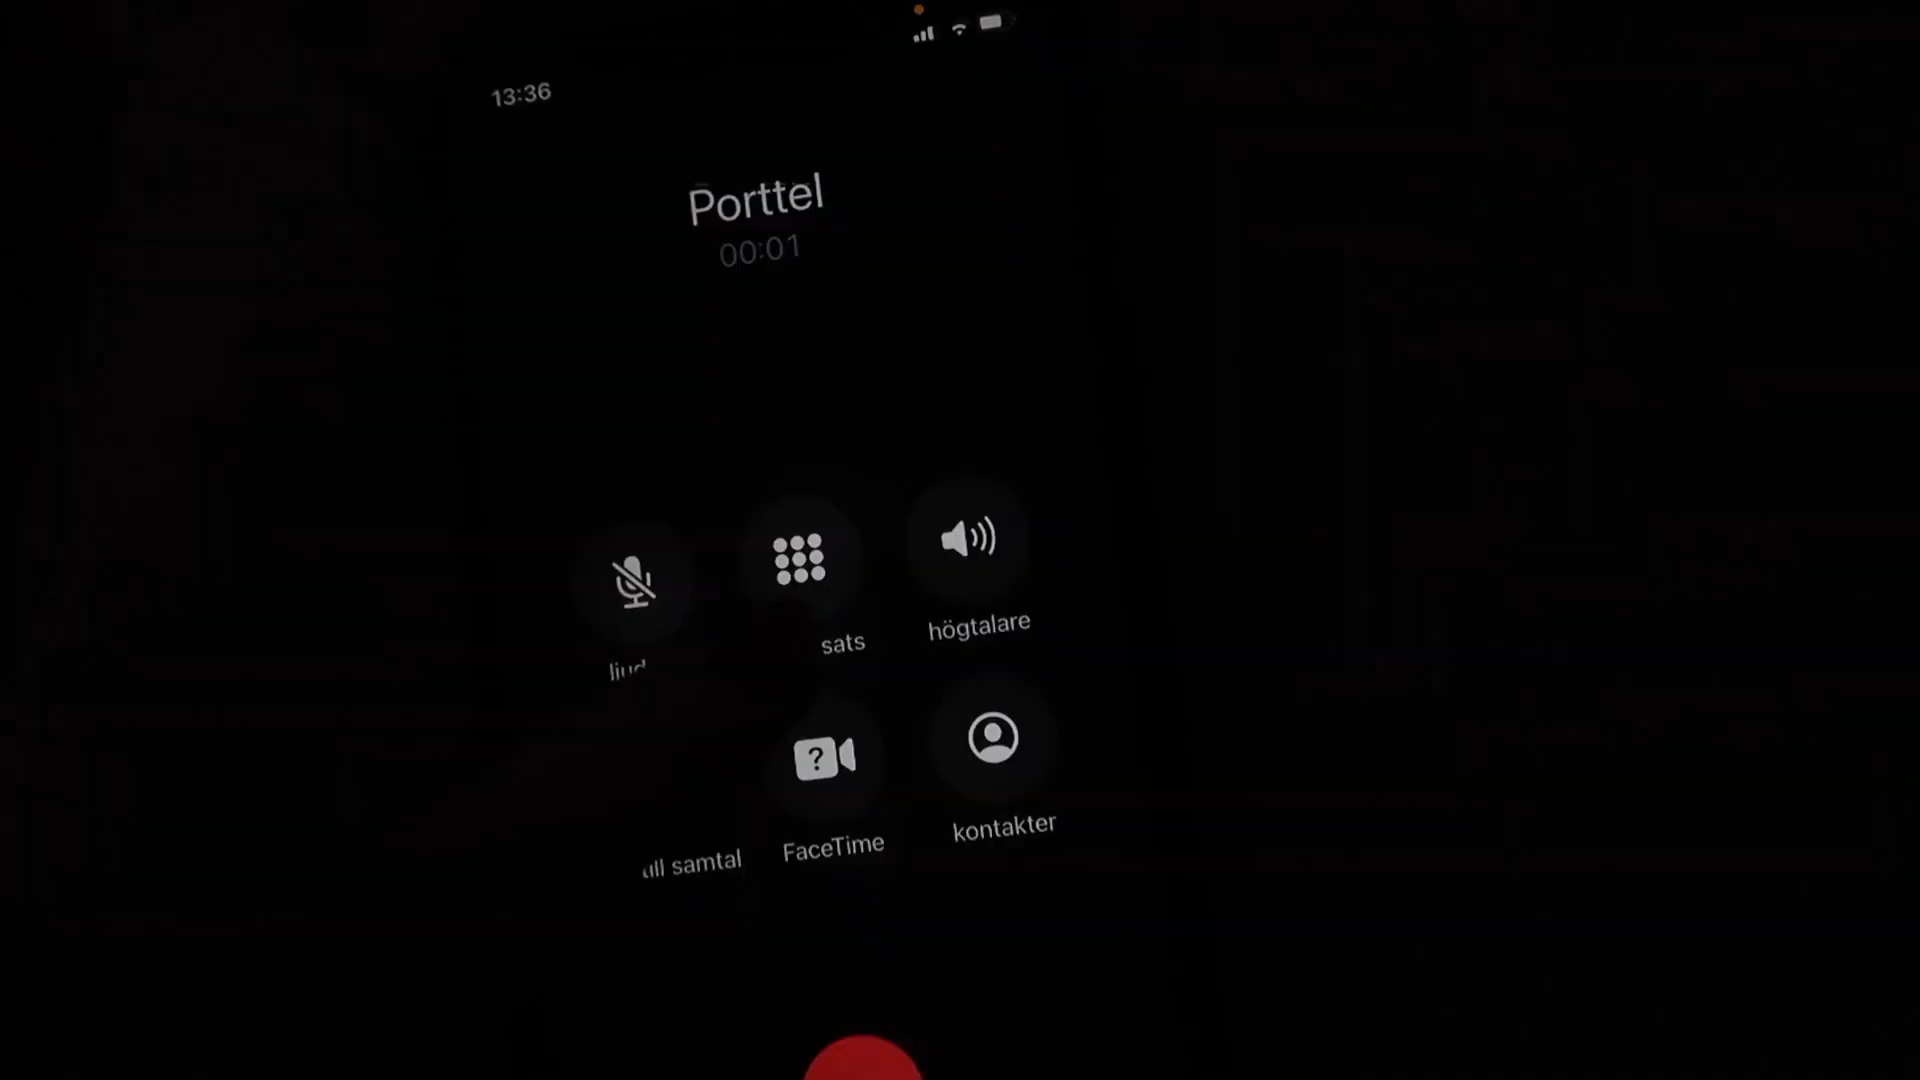 13:36
Porttel
00:01
sats
högtalare
samtal
FaceTime
kontakter